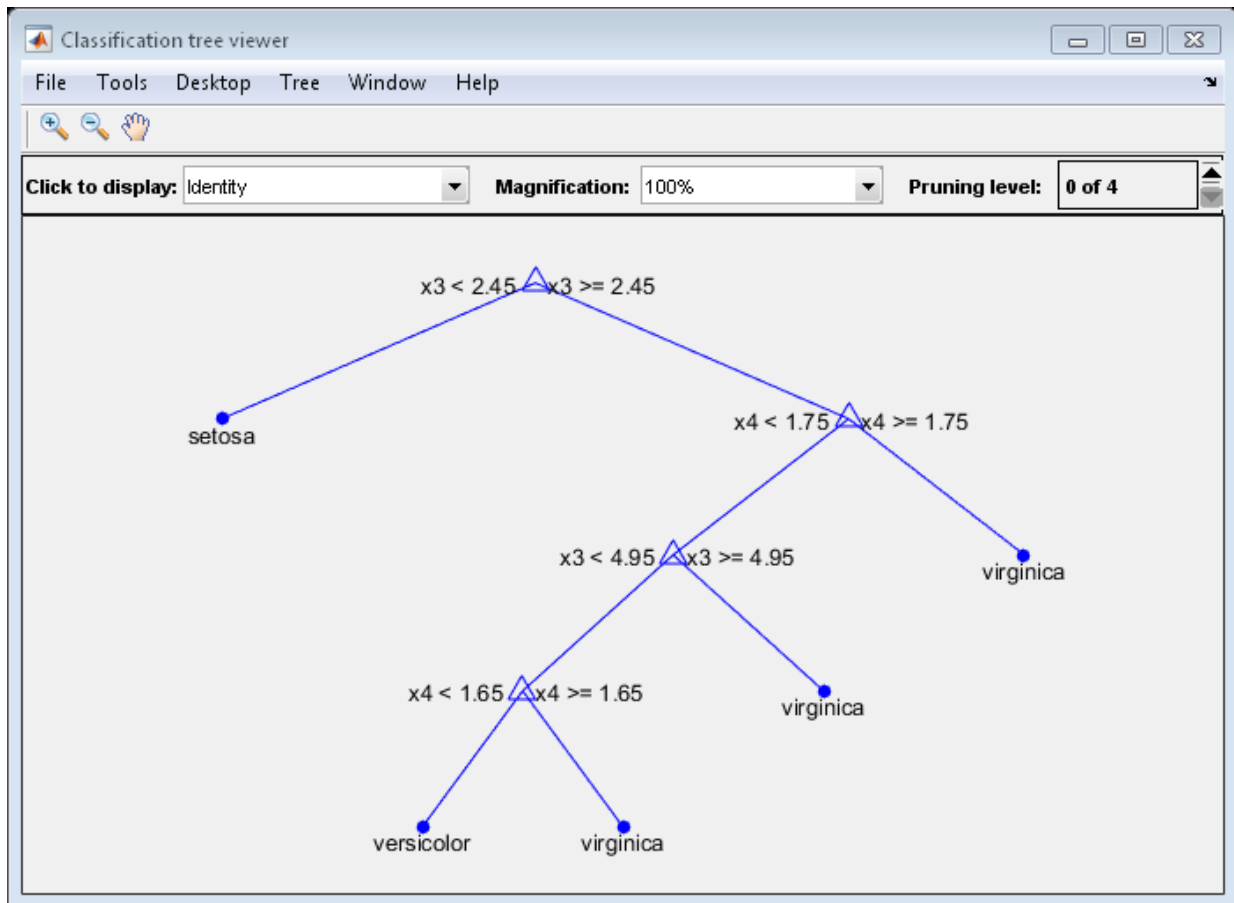 Classification tree viewer
File Tools Desktop Tree Window Help
Click to display: Identity Magnification: 100% Pruning level: 0 of 4
x3 < 2.45 x3 >= 2.45
setosa
x4 < 1.75 x4 >= 1.75
x3 < 4.95 x3 >= 4.95
virginica
x4 < 1.65 x4 >= 1.65
virginica
versicolor virginica